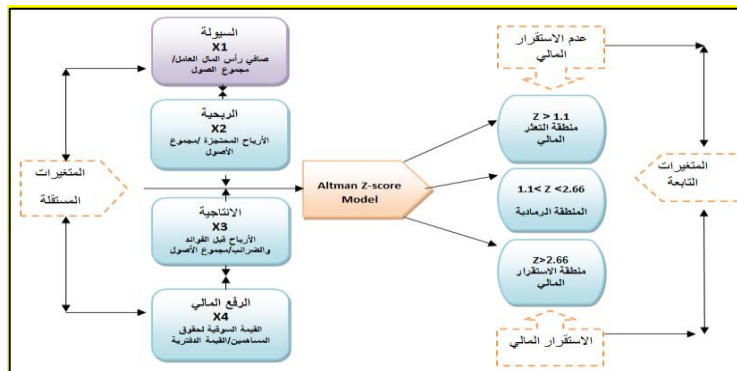 السيولة
X1
صافي رأس المال العامل/
مجموع الصول
الربحية
X2
الأرباح المحتجزة /مجموع
الأصول
المتغيرات
المستقلة
الانتاجية
X3
الأرباح قبل الفوائد
والضرائب/مجموع الأصول
الرفع المالي
X4
القيمة السوقية لحقوق
المساهمين/القيمة الدفترية
Altman Z-score
Model
عدم الاستقرار
المالي
Z > 1.1
منطقة التعثر
المالي
1.1< Z <2.66
المنطقة الرمادية
Z>2.66
منطقة الاستقرار
المالي
الاستقرار المالي
المتغيرات
التابعة